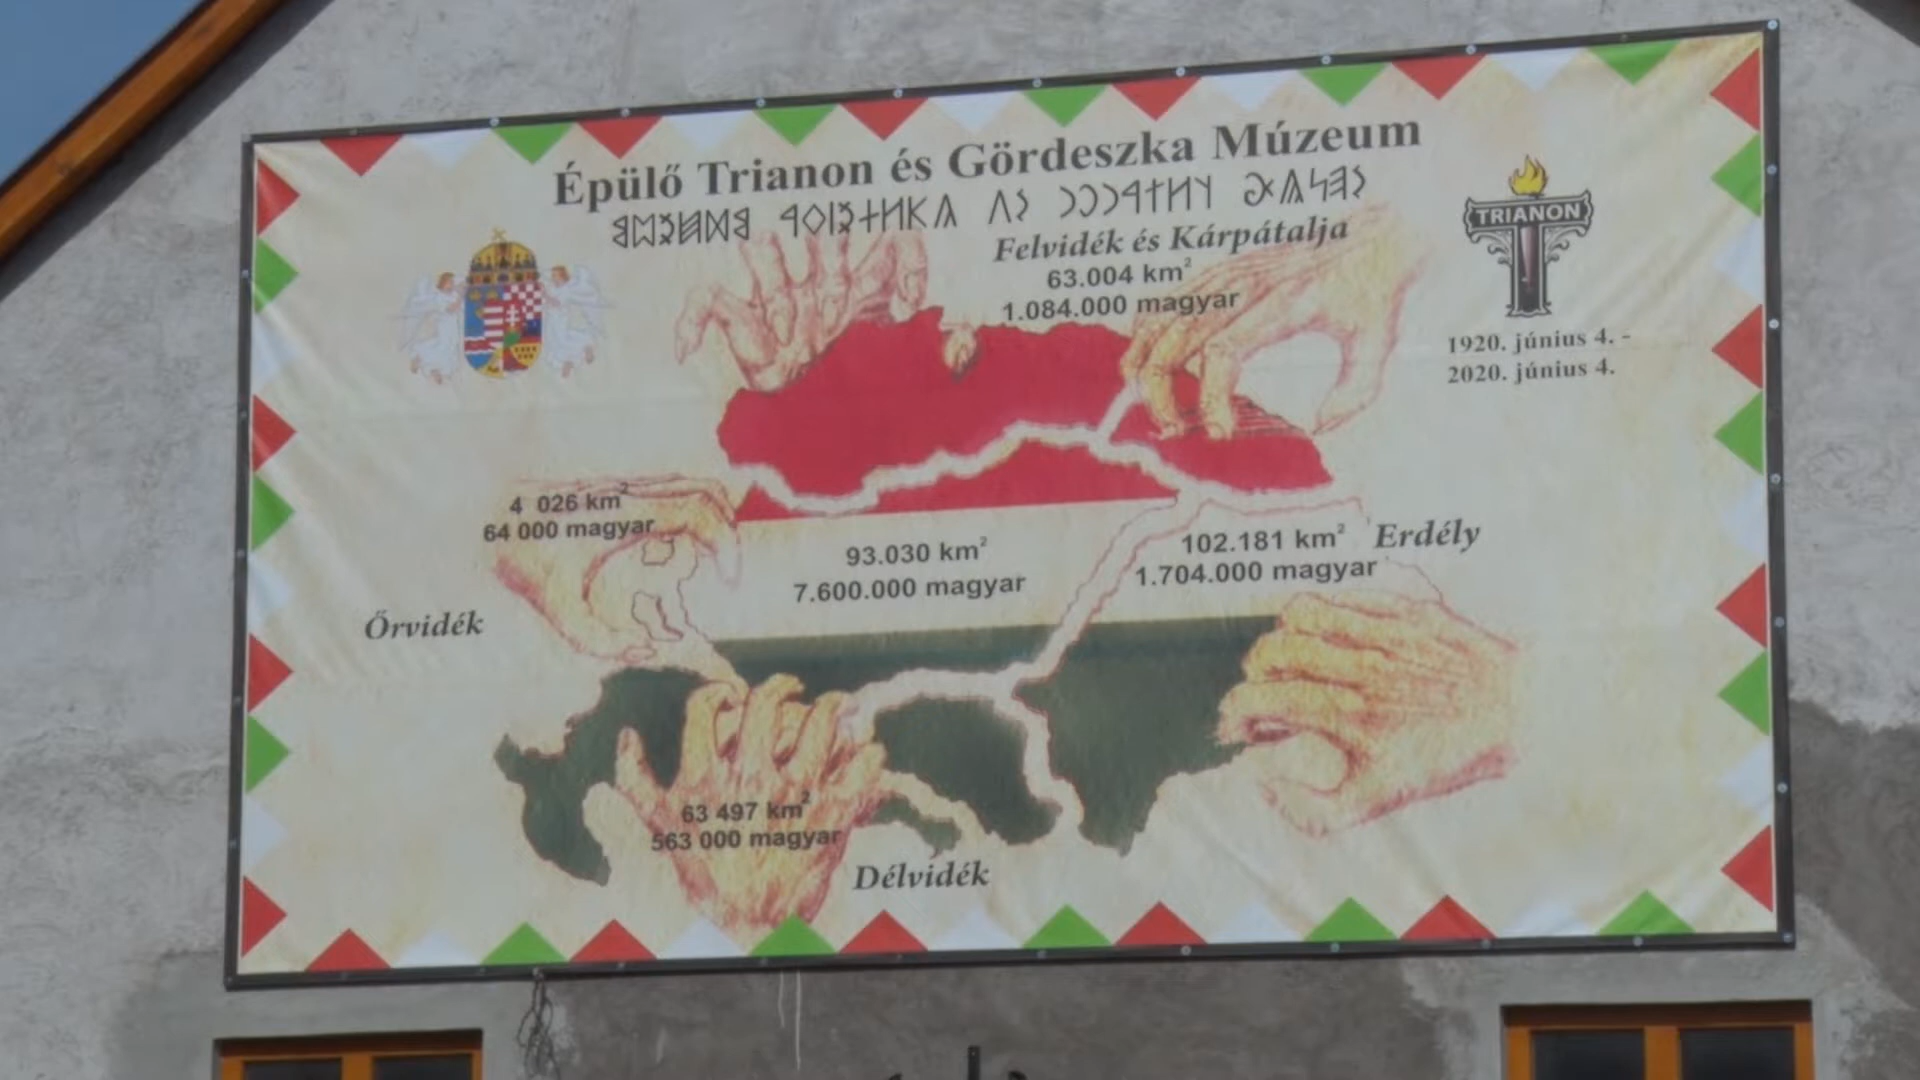 Épülő Trianon és Gördeszka Múzeum
Felvidék és Kárpátalja
63.004 km²
1.084.000 magyar
TRIANON
1920. június 4. -
2020. június 4.
4 026 km²
64 000 magyar
93.030 km²
7.600.000 magyar
102.181 km²
1.704.000 magyar
Erdély
Őrvidék
63 497 km²
563 000 magyar
Délvidék